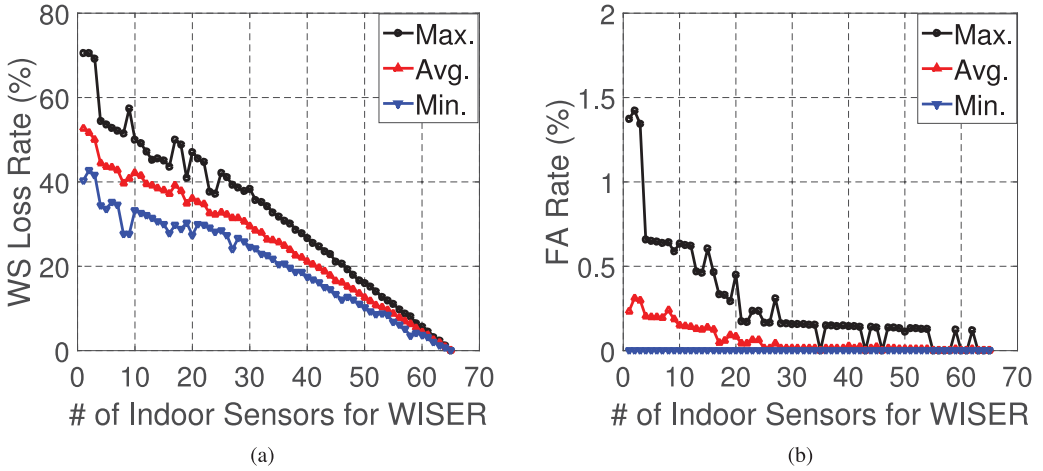 80
60
40
20
0
WS Loss Rate (%)
Max.
Avg.
Min.
0 10 20 30 40 50 60 70
# of Indoor Sensors for WISER
(a)
2
1.5
1
0.5
0
FA Rate (%)
Max.
Avg.
Min.
0 10 20 30 40 50 60 70
# of Indoor Sensors for WISER
(b)